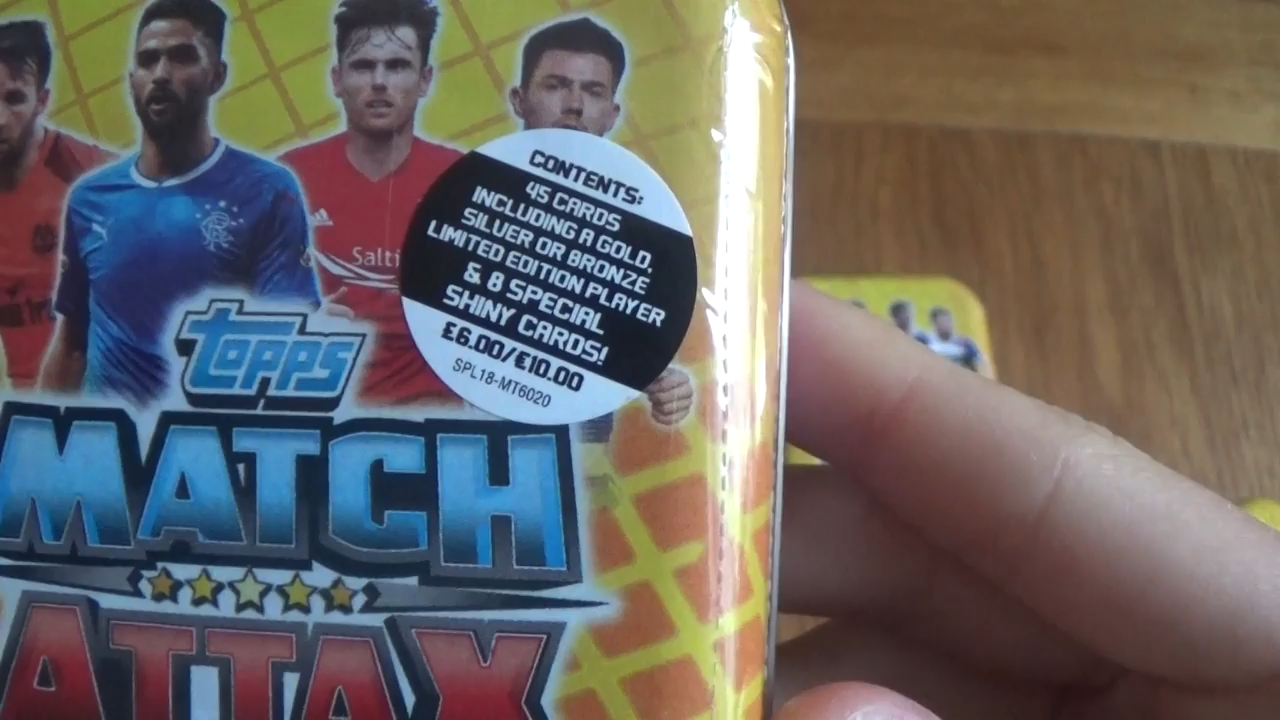 CONTENTS:
45 CARDS
INCLUDING A GOLD,
SILVER OR BRONZE
LIMITED EDITION PLAYER
& 8 SPECIAL
SHINY CARDS!
£6.00/€10.00
SPL18-MT6020
Salti
topps
MATCH
ATTAX